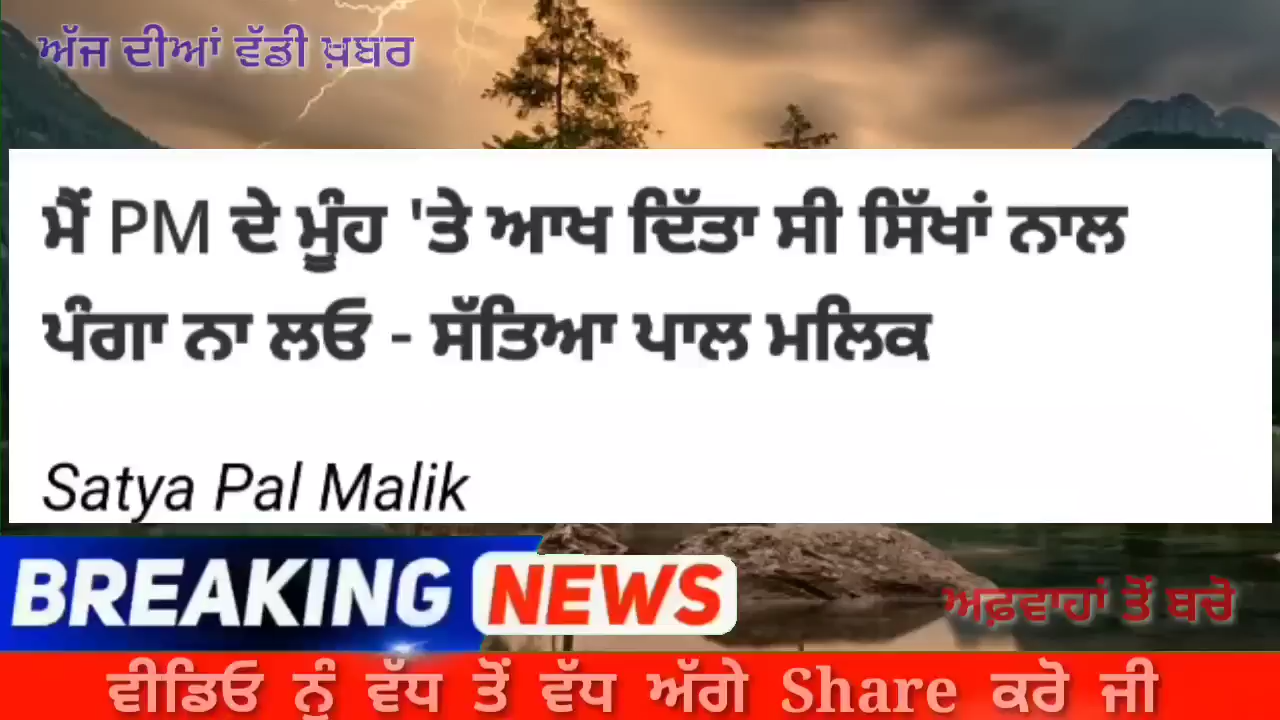 ਅੱਜ ਦੀਆਂ ਵੱਡੀ ਖ਼ਬਰ
ਮੈਂ PM ਦੇ ਮੂੰਹ 'ਤੇ ਆਖ ਦਿੱਤਾ ਸੀ ਸਿੱਖਾਂ ਨਾਲ
ਪੰਗਾ ਨਾ ਲਓ - ਸੱਤਿਆ ਪਾਲ ਮਲਿਕ
Satya Pal Malik
BREAKING NEWS
ਅਫ਼ਵਾਹਾਂ ਤੋਂ ਬਚੋ
ਵੀਡਿਓ ਨੂੰ ਵੱਧ ਤੋਂ ਵੱਧ ਅੱਗੇ Share ਕਰੋ ਜੀ